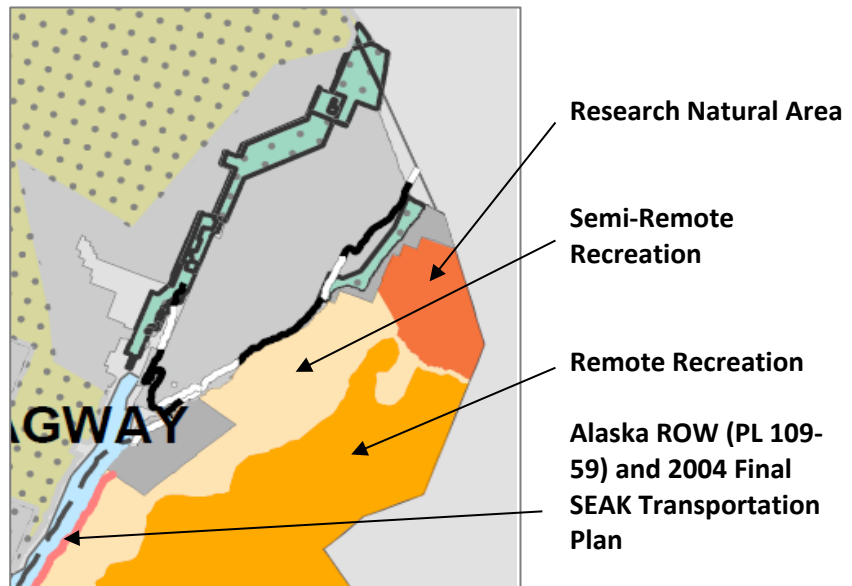 Research Natural Area
Semi-Remote
Recreation
Remote Recreation
AGWAY
Alaska ROW (PL 109-
59) and 2004 Final
SEAK Transportation
Plan